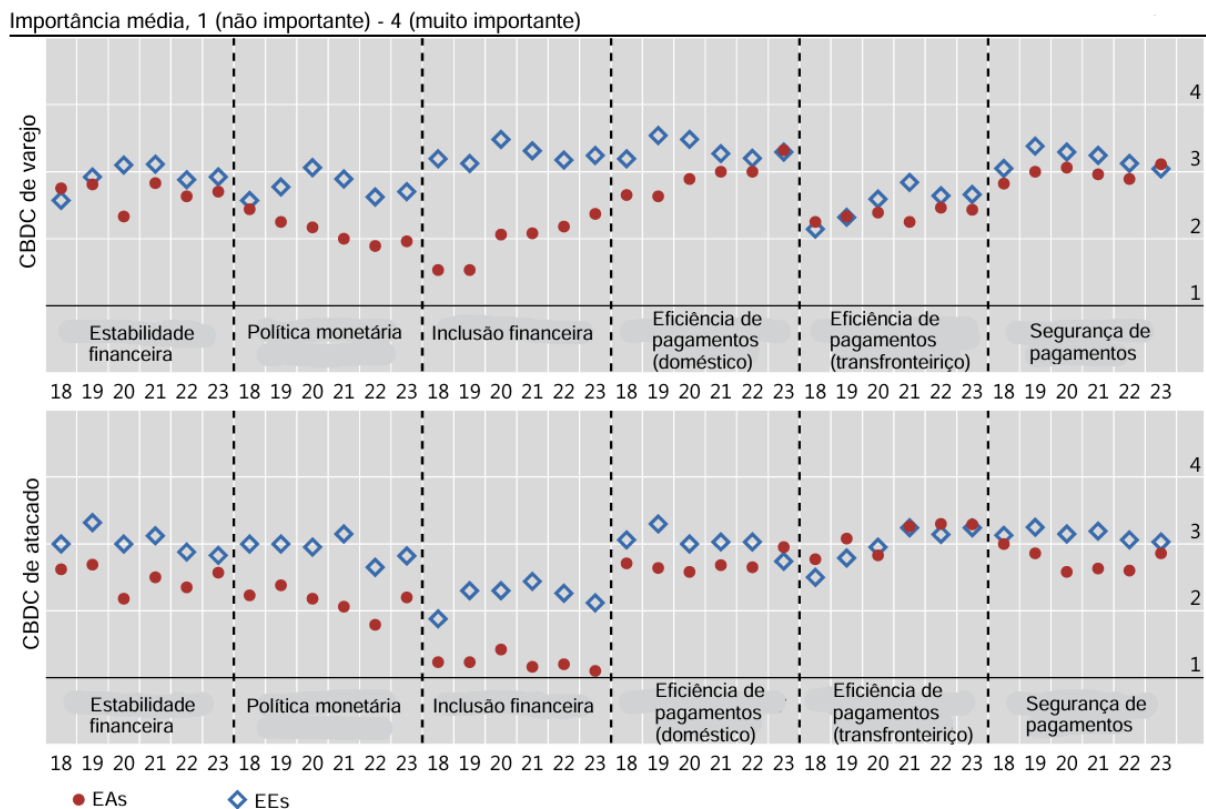 Importância média, 1 (não importante) - 4 (muito importante)
CBDC de varejo
4
3
2
1
Estabilidade
financeira
Política monetária
Inclusão financeira
Eficiência de
pagamentos
(doméstico)
Eficiência de
pagamentos
(transfronteiriço)
Segurança de
pagamentos
18 19 20 21 22 23 18 19 20 21 22 23 18 19 20 21 22 23 18 19 20 21 22 23 18 19 20 21 22 23 18 19 20 21 22 23
CBDC de atacado
4
3
2
1
Estabilidade
financeira
Política monetária
Inclusão financeira
Eficiência de
pagamentos
(doméstico)
Eficiência de
pagamentos
(transfronteiriço)
Segurança de
pagamentos
18 19 20 21 22 23 18 19 20 21 22 23 18 19 20 21 22 23 18 19 20 21 22 23 18 19 20 21 22 23 18 19 20 21 22 23
EAs EEs